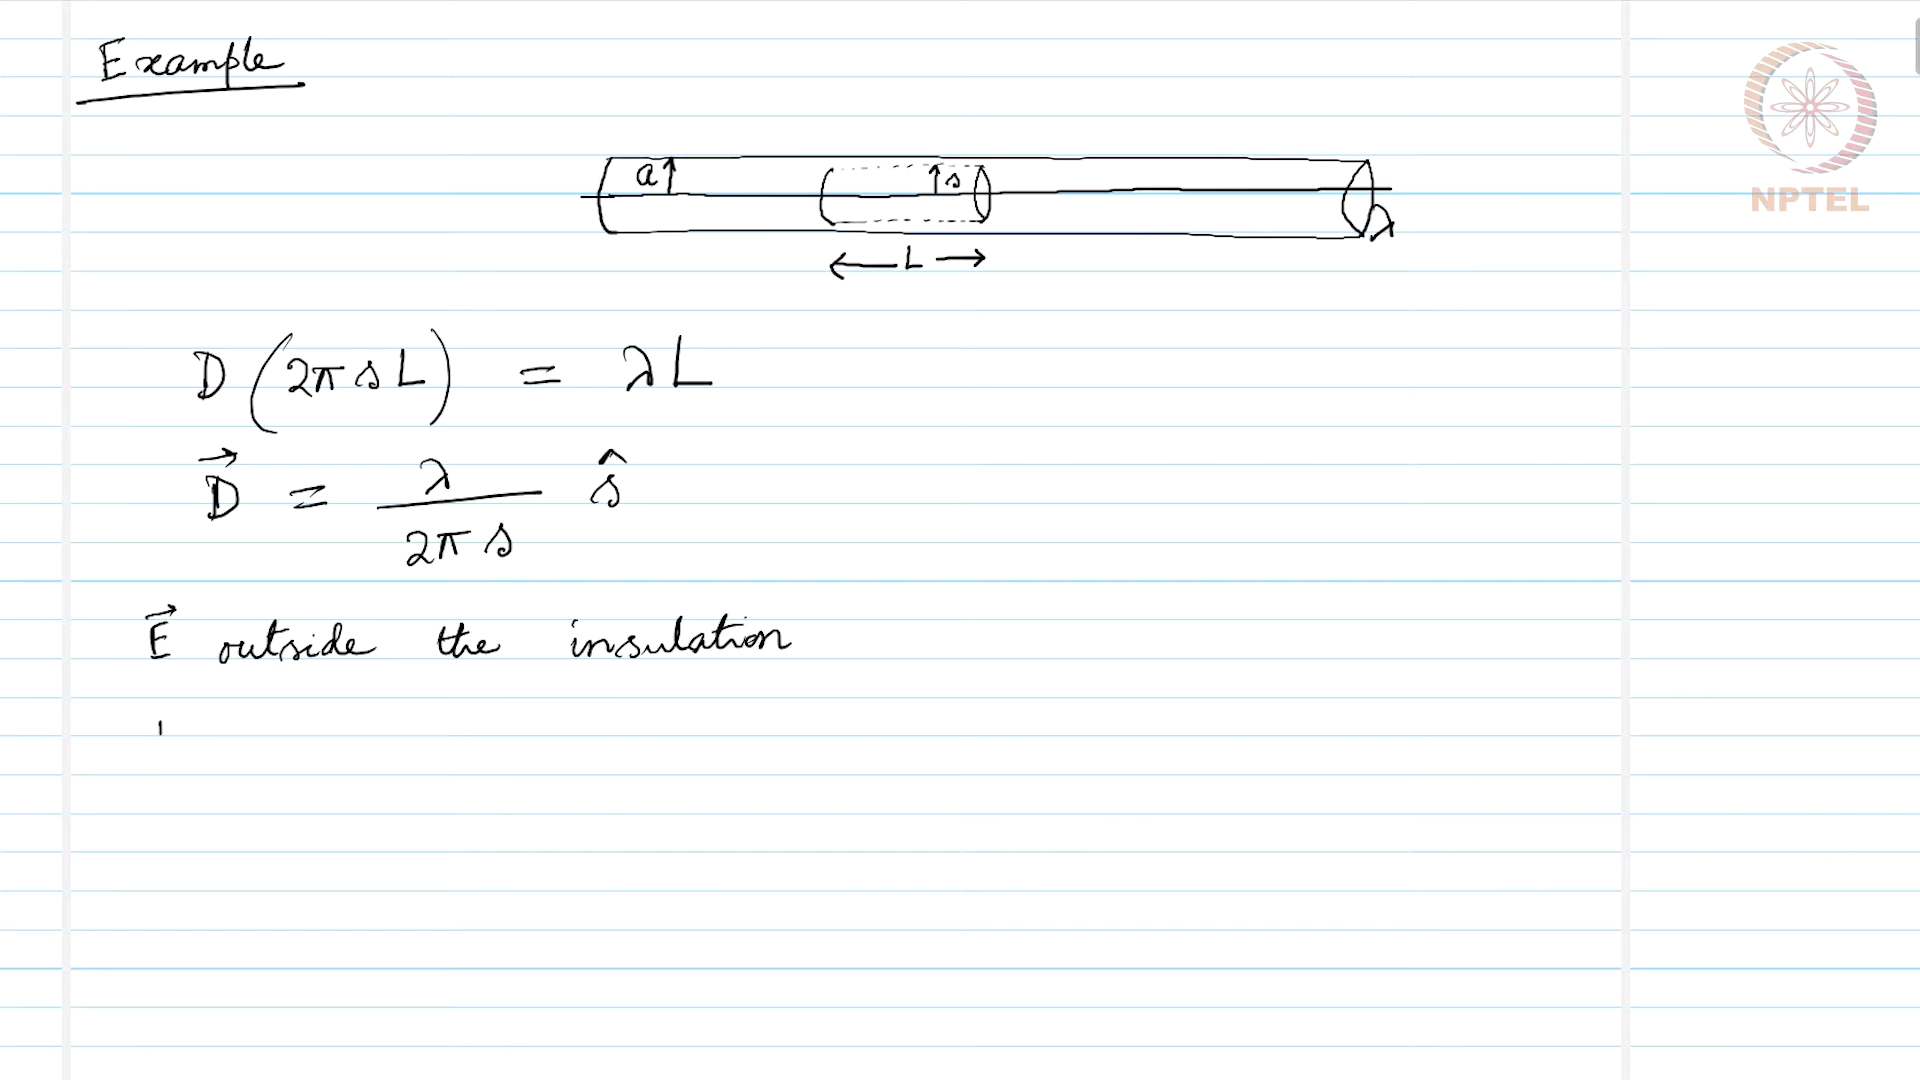 Example
a s
λ
L
D (2π s L) = λ L
D⃗ = λ / 2π s ŝ
E⃗ outside the insulation
NPTEL